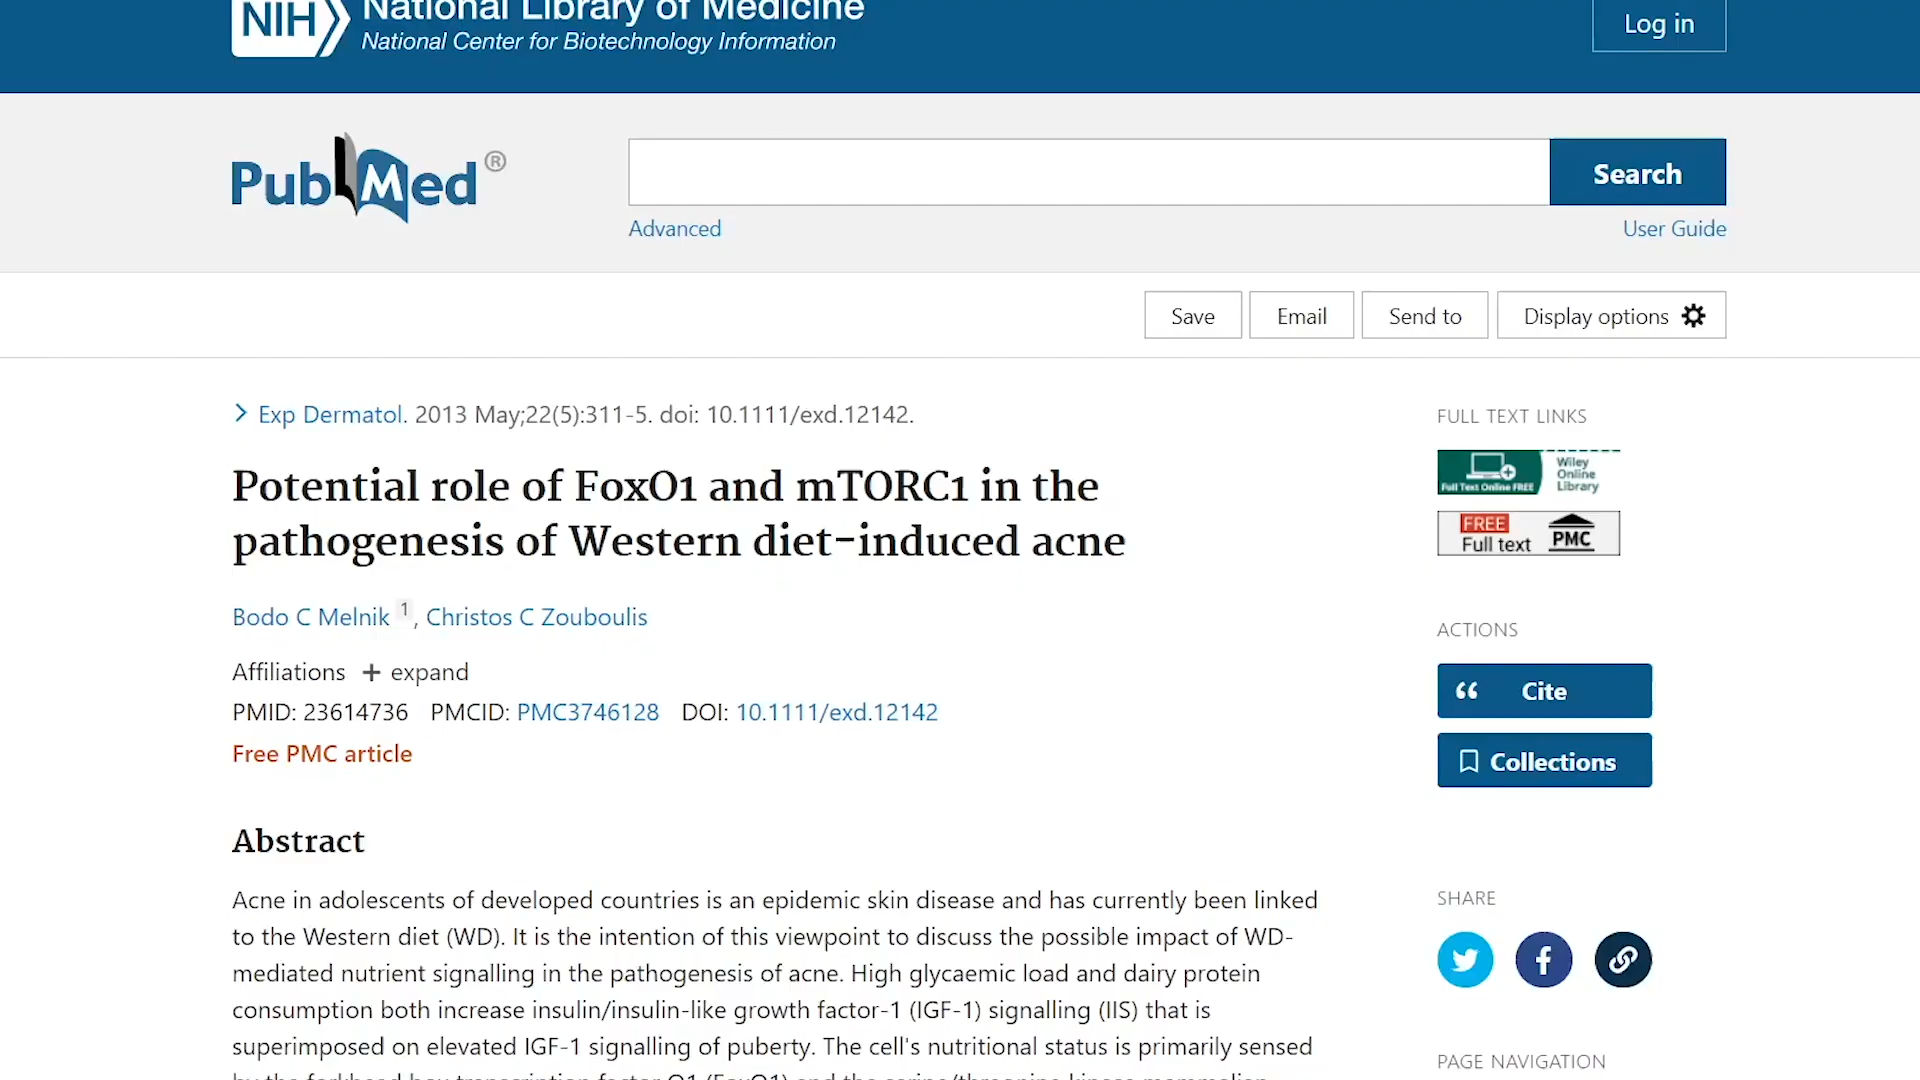 NIH National Library of Medicine
National Center for Biotechnology Information
Log in
PubMed®
Search
Advanced
User Guide
Save
Email
Send to
Display options
Exp Dermatol. 2013 May;22(5):311-5. doi: 10.1111/exd.12142.
Potential role of FoxO1 and mTORC1 in the
pathogenesis of Western diet-induced acne
Bodo C Melnik 1, Christos C Zouboulis
Affiliations + expand
PMID: 23614736 PMCID: PMC3746128 DOI: 10.1111/exd.12142
Free PMC article
Abstract
Acne in adolescents of developed countries is an epidemic skin disease and has currently been linked
to the Western diet (WD). It is the intention of this viewpoint to discuss the possible impact of WD-
mediated nutrient signalling in the pathogenesis of acne. High glycaemic load and dairy protein
consumption both increase insulin/insulin-like growth factor-1 (IGF-1) signalling (IIS) that is
superimposed on elevated IGF-1 signalling of puberty. The cell's nutritional status is primarily sensed
by the forkhead box transcription factor O1 (FoxO1) and the serine/threonine kinase mammalian
FULL TEXT LINKS
Full Text Online FREE
Wiley
Online
Library
FREE
Full text
PMC
ACTIONS
Cite
Collections
SHARE
PAGE NAVIGATION